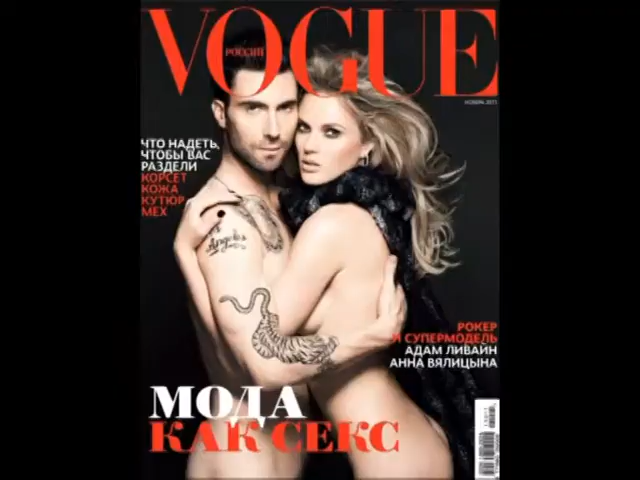 VOGUE
РОССИЯ
НОЯБРЬ 2011
ЧТО НАДЕТЬ,
ЧТОБЫ ВАС
РАЗДЕЛИ
КОРСЕТ
КОЖА
КУТЮР
МЕХ
Angeles
РОКЕР
И СУПЕРМОДЕЛЬ
АДАМ ЛИВАЙН
АННА ВЯЛИЦЫНА
МОДА
КАК СЕКС